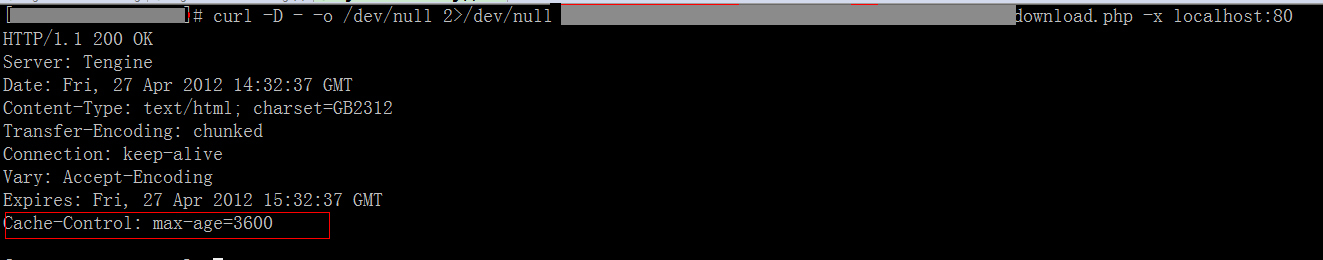 [ ]# curl -D - -o /dev/null 2>/dev/null download.php -x localhost:80
HTTP/1.1 200 OK
Server: Tengine
Date: Fri, 27 Apr 2012 14:32:37 GMT
Content-Type: text/html; charset=GB2312
Transfer-Encoding: chunked
Connection: keep-alive
Vary: Accept-Encoding
Expires: Fri, 27 Apr 2012 15:32:37 GMT
Cache-Control: max-age=3600